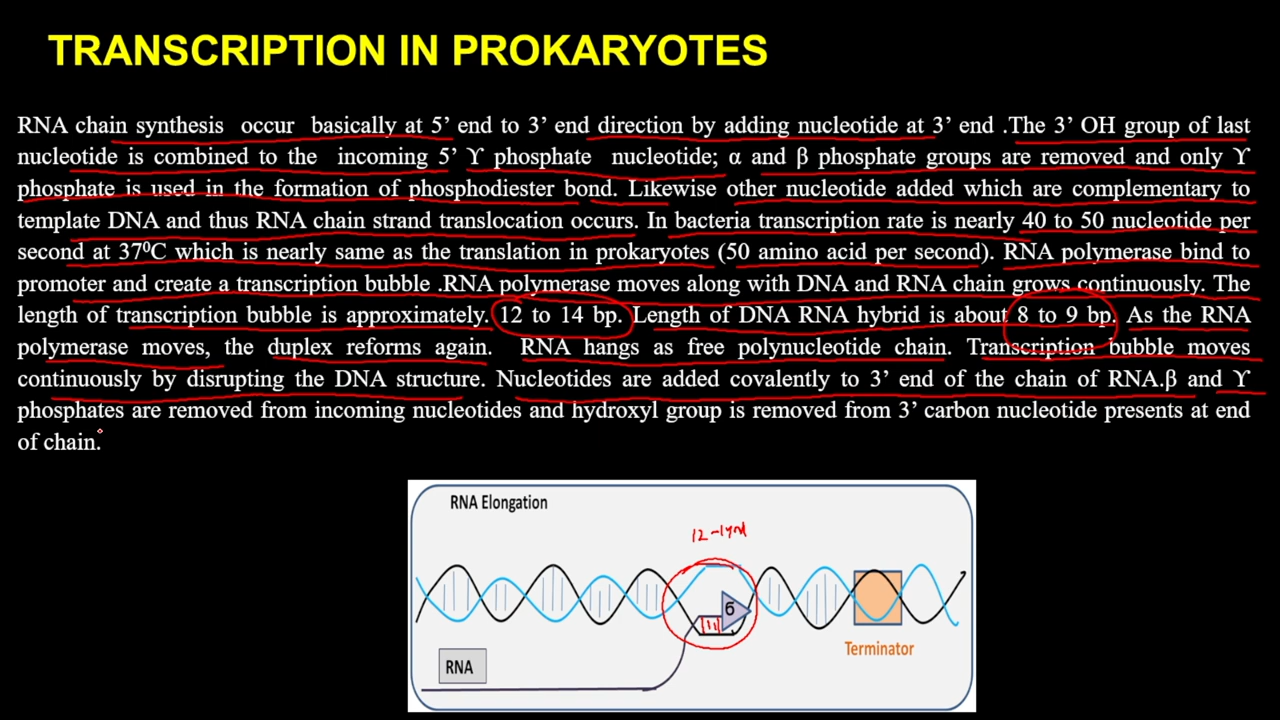 TRANSCRIPTION IN PROKARYOTES
RNA chain synthesis occur basically at 5’ end to 3’ end direction by adding nucleotide at 3’ end .The 3’ OH group of last
nucleotide is combined to the incoming 5’ ϒ phosphate nucleotide; α and β phosphate groups are removed and only ϒ
phosphate is used in the formation of phosphodiester bond. Likewise other nucleotide added which are complementary to
template DNA and thus RNA chain strand translocation occurs. In bacteria transcription rate is nearly 40 to 50 nucleotide per
second at 37⁰C which is nearly same as the translation in prokaryotes (50 amino acid per second). RNA polymerase bind to
promoter and create a transcription bubble .RNA polymerase moves along with DNA and RNA chain grows continuously. The
length of transcription bubble is approximately. 12 to 14 bp. Length of DNA RNA hybrid is about 8 to 9 bp. As the RNA
polymerase moves, the duplex reforms again. RNA hangs as free polynucleotide chain. Transcription bubble moves
continuously by disrupting the DNA structure. Nucleotides are added covalently to 3’ end of the chain of RNA.β and ϒ
phosphates are removed from incoming nucleotides and hydroxyl group is removed from 3’ carbon nucleotide presents at end
of chain.
RNA Elongation
12-14
б
Terminator
RNA